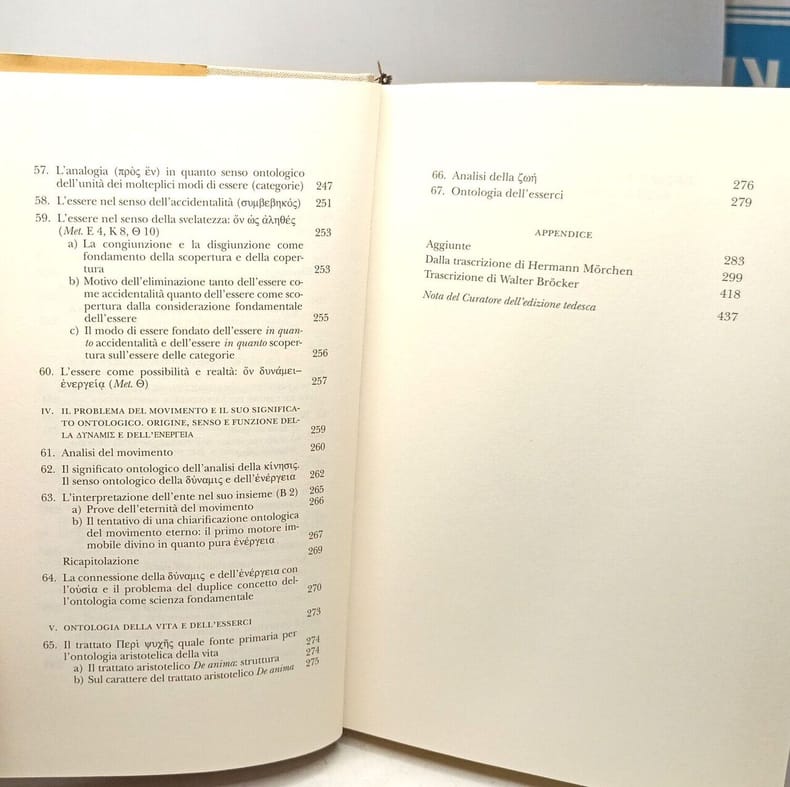 57. L'analogia (πρὸς ἕν) in quanto senso ontologico
dell'unità dei molteplici modi di essere (categorie) 247
58. L'essere nel senso dell'accidentalità (συμβεβηκός) 251
59. L'essere nel senso della svelatezza: ὂν ὡς ἀληθές
(Met. E 4, K 8, Θ 10) 253
a) La congiunzione e la disgiunzione come
fondamento della scopertura e della coper-
tura 253
b) Motivo dell'eliminazione tanto dell'essere co-
me accidentalità quanto dell'essere come sco-
pertura dalla considerazione fondamentale
dell'essere 255
c) Il modo di essere fondato dell'essere in quan-
to accidentalità e dell'essere in quanto scoper-
tura sull'essere delle categorie 256
60. L'essere come possibilità e realtà: ὂν δυνάμει–
ἐνεργείᾳ (Met. Θ) 257
IV. IL PROBLEMA DEL MOVIMENTO E IL SUO SIGNIFICA-
TO ONTOLOGICO. ORIGINE, SENSO E FUNZIONE DEL-
LA ΔΥΝΑΜΙΣ E DELL'ΕΝΕΡΓΕΙΑ 259
61. Analisi del movimento 260
62. Il significato ontologico dell'analisi della κίνησις.
Il senso ontologico della δύναμις e dell'ἐνέργεια 262
63. L'interpretazione dell'ente nel suo insieme (B 2) 265
a) Prove dell'eternità del movimento 266
b) Il tentativo di una chiarificazione ontologica
del movimento eterno: il primo motore im-
mobile divino in quanto pura ἐνέργεια 267
Ricapitolazione 269
64. La connessione della δύναμις e dell'ἐνέργεια con
l'οὐσία e il problema del duplice concetto del-
l'ontologia come scienza fondamentale 270
V. ONTOLOGIA DELLA VITA E DELL'ESSERCI 273
65. Il trattato Περὶ ψυχῆς quale fonte primaria per
l'ontologia aristotelica della vita 274
a) Il trattato aristotelico De anima: struttura 274
b) Sul carattere del trattato aristotelico De anima 275
66. Analisi della ζωή 276
67. Ontologia dell'esserci 279
APPENDICE
Aggiunte 283
Dalla trascrizione di Hermann Mörchen 299
Trascrizione di Walter Bröcker 418
Nota del Curatore dell'edizione tedesca 437